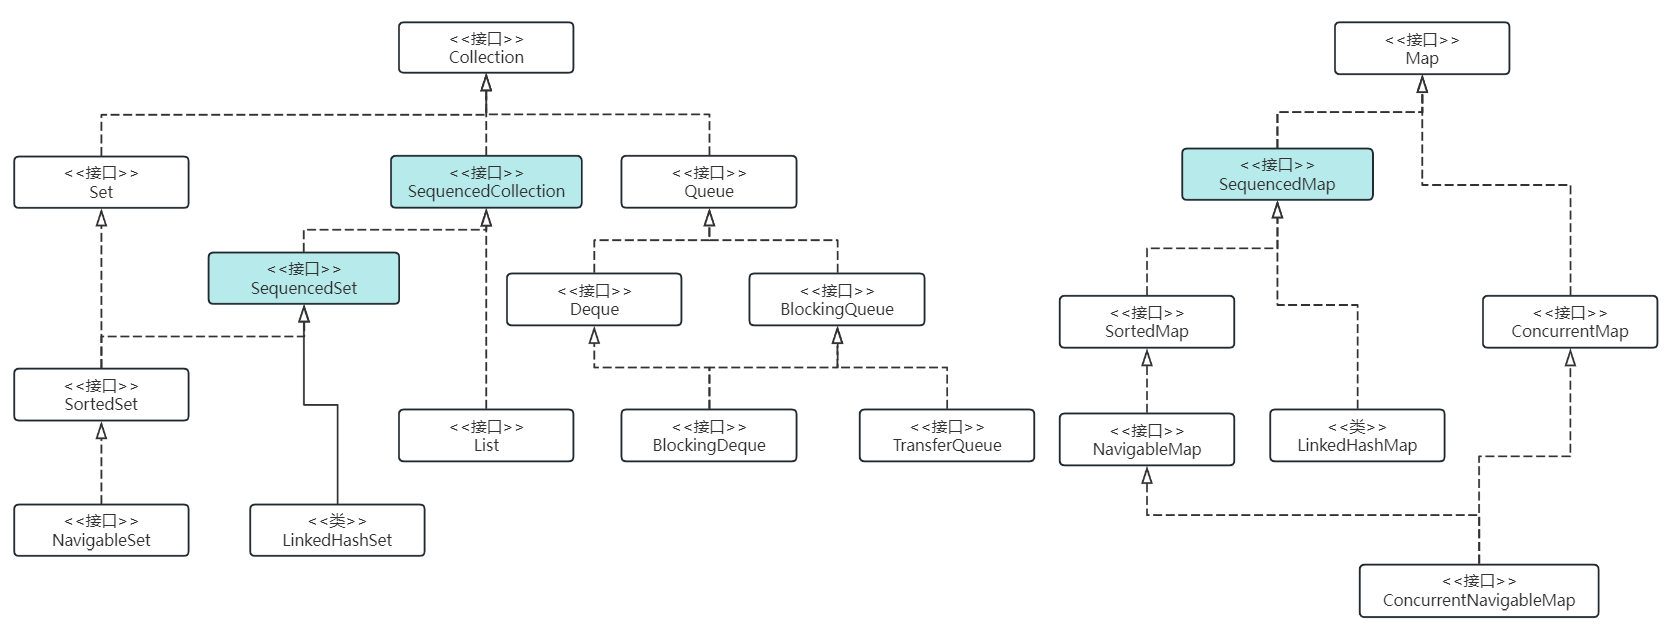 <<接口>>
Collection
<<接口>>
Map
<<接口>>
Set
<<接口>>
SequencedCollection
<<接口>>
Queue
<<接口>>
SequencedMap
<<接口>>
SequencedSet
<<接口>>
Deque
<<接口>>
BlockingQueue
<<接口>>
SortedMap
<<接口>>
ConcurrentMap
<<接口>>
SortedSet
<<接口>>
List
<<接口>>
BlockingDeque
<<接口>>
TransferQueue
<<接口>>
NavigableMap
<<类>>
LinkedHashMap
<<接口>>
NavigableSet
<<类>>
LinkedHashSet
<<接口>>
ConcurrentNavigableMap